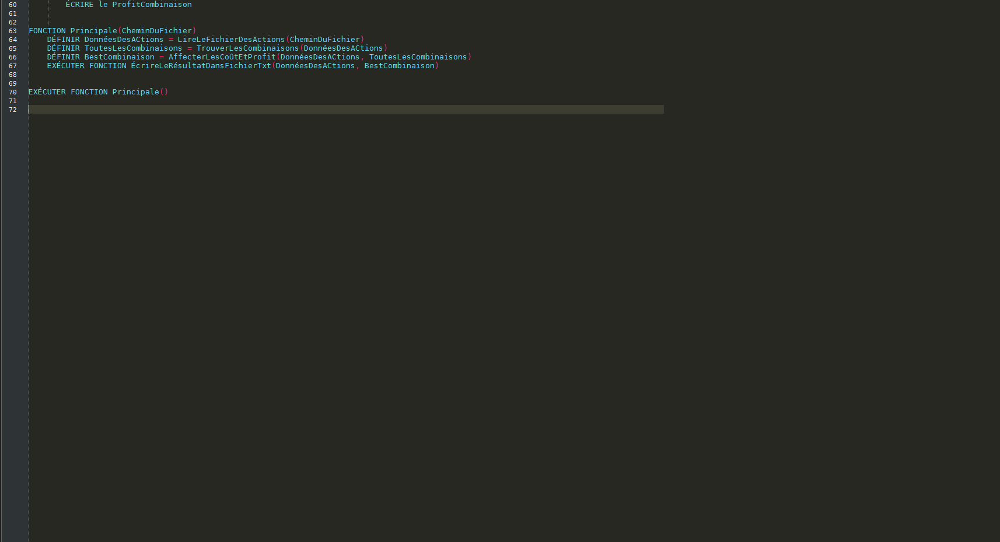 60 ÉCRIRE le ProfitCombinaison
61
62
63 FONCTION Principale(CheminDuFichier)
64 DÉFINIR DonnéesDesACtions = LireLeFichierDesActions(CheminDuFichier)
65 DÉFINIR ToutesLesCombinaisons = TrouverLesCombinaisons(DonnéesDesACtions)
66 DÉFINIR BestCombinaison = AffecterLesCoûtEtProfit(DonnéesDesACtions, ToutesLesCombinaisons)
67 EXÉCUTER FONCTION ÉcrireLeRésultatDansFichierTxt(DonnéesDesACtions, BestCombinaison)
68
69
70 EXÉCUTER FONCTION Principale()
71
72